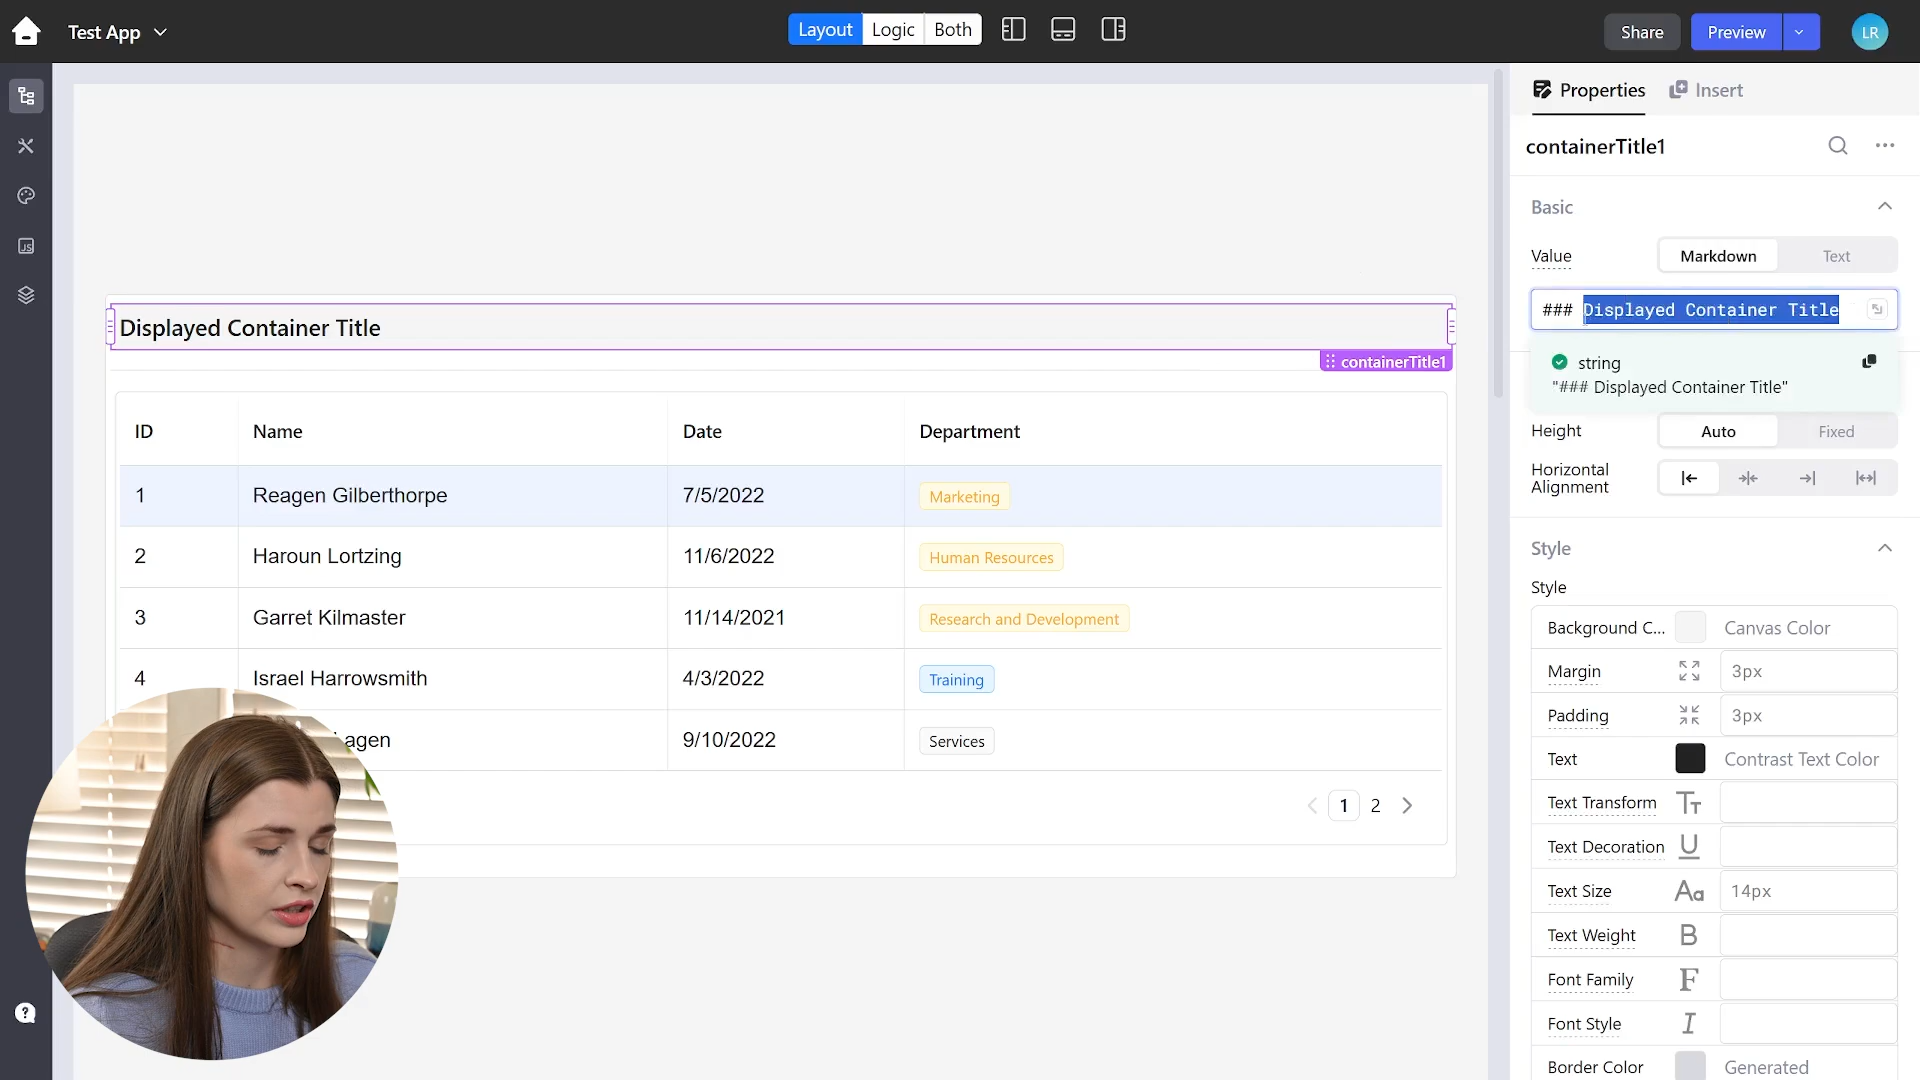 Test App
Layout Logic Both
Share
Preview
LR
Properties
Insert
containerTitle1
Basic
Value
Markdown
Text
### Displayed Container Title
string
"### Displayed Container Title"
Height
Auto
Fixed
Horizontal
Alignment
Style
Style
Background C...
Canvas Color
Margin
3px
Padding
3px
Text
Contrast Text Color
Text Transform
Text Decoration
Text Size
14px
Text Weight
Font Family
Font Style
Border Color
Generated
Displayed Container Title
containerTitle1
ID Name Date Department
1 Reagen Gilberthorpe 7/5/2022 Marketing
2 Haroun Lortzing 11/6/2022 Human Resources
3 Garret Kilmaster 11/14/2021 Research and Development
4 Israel Harrowsmith 4/3/2022 Training
9/10/2022 Services
1 2
JS